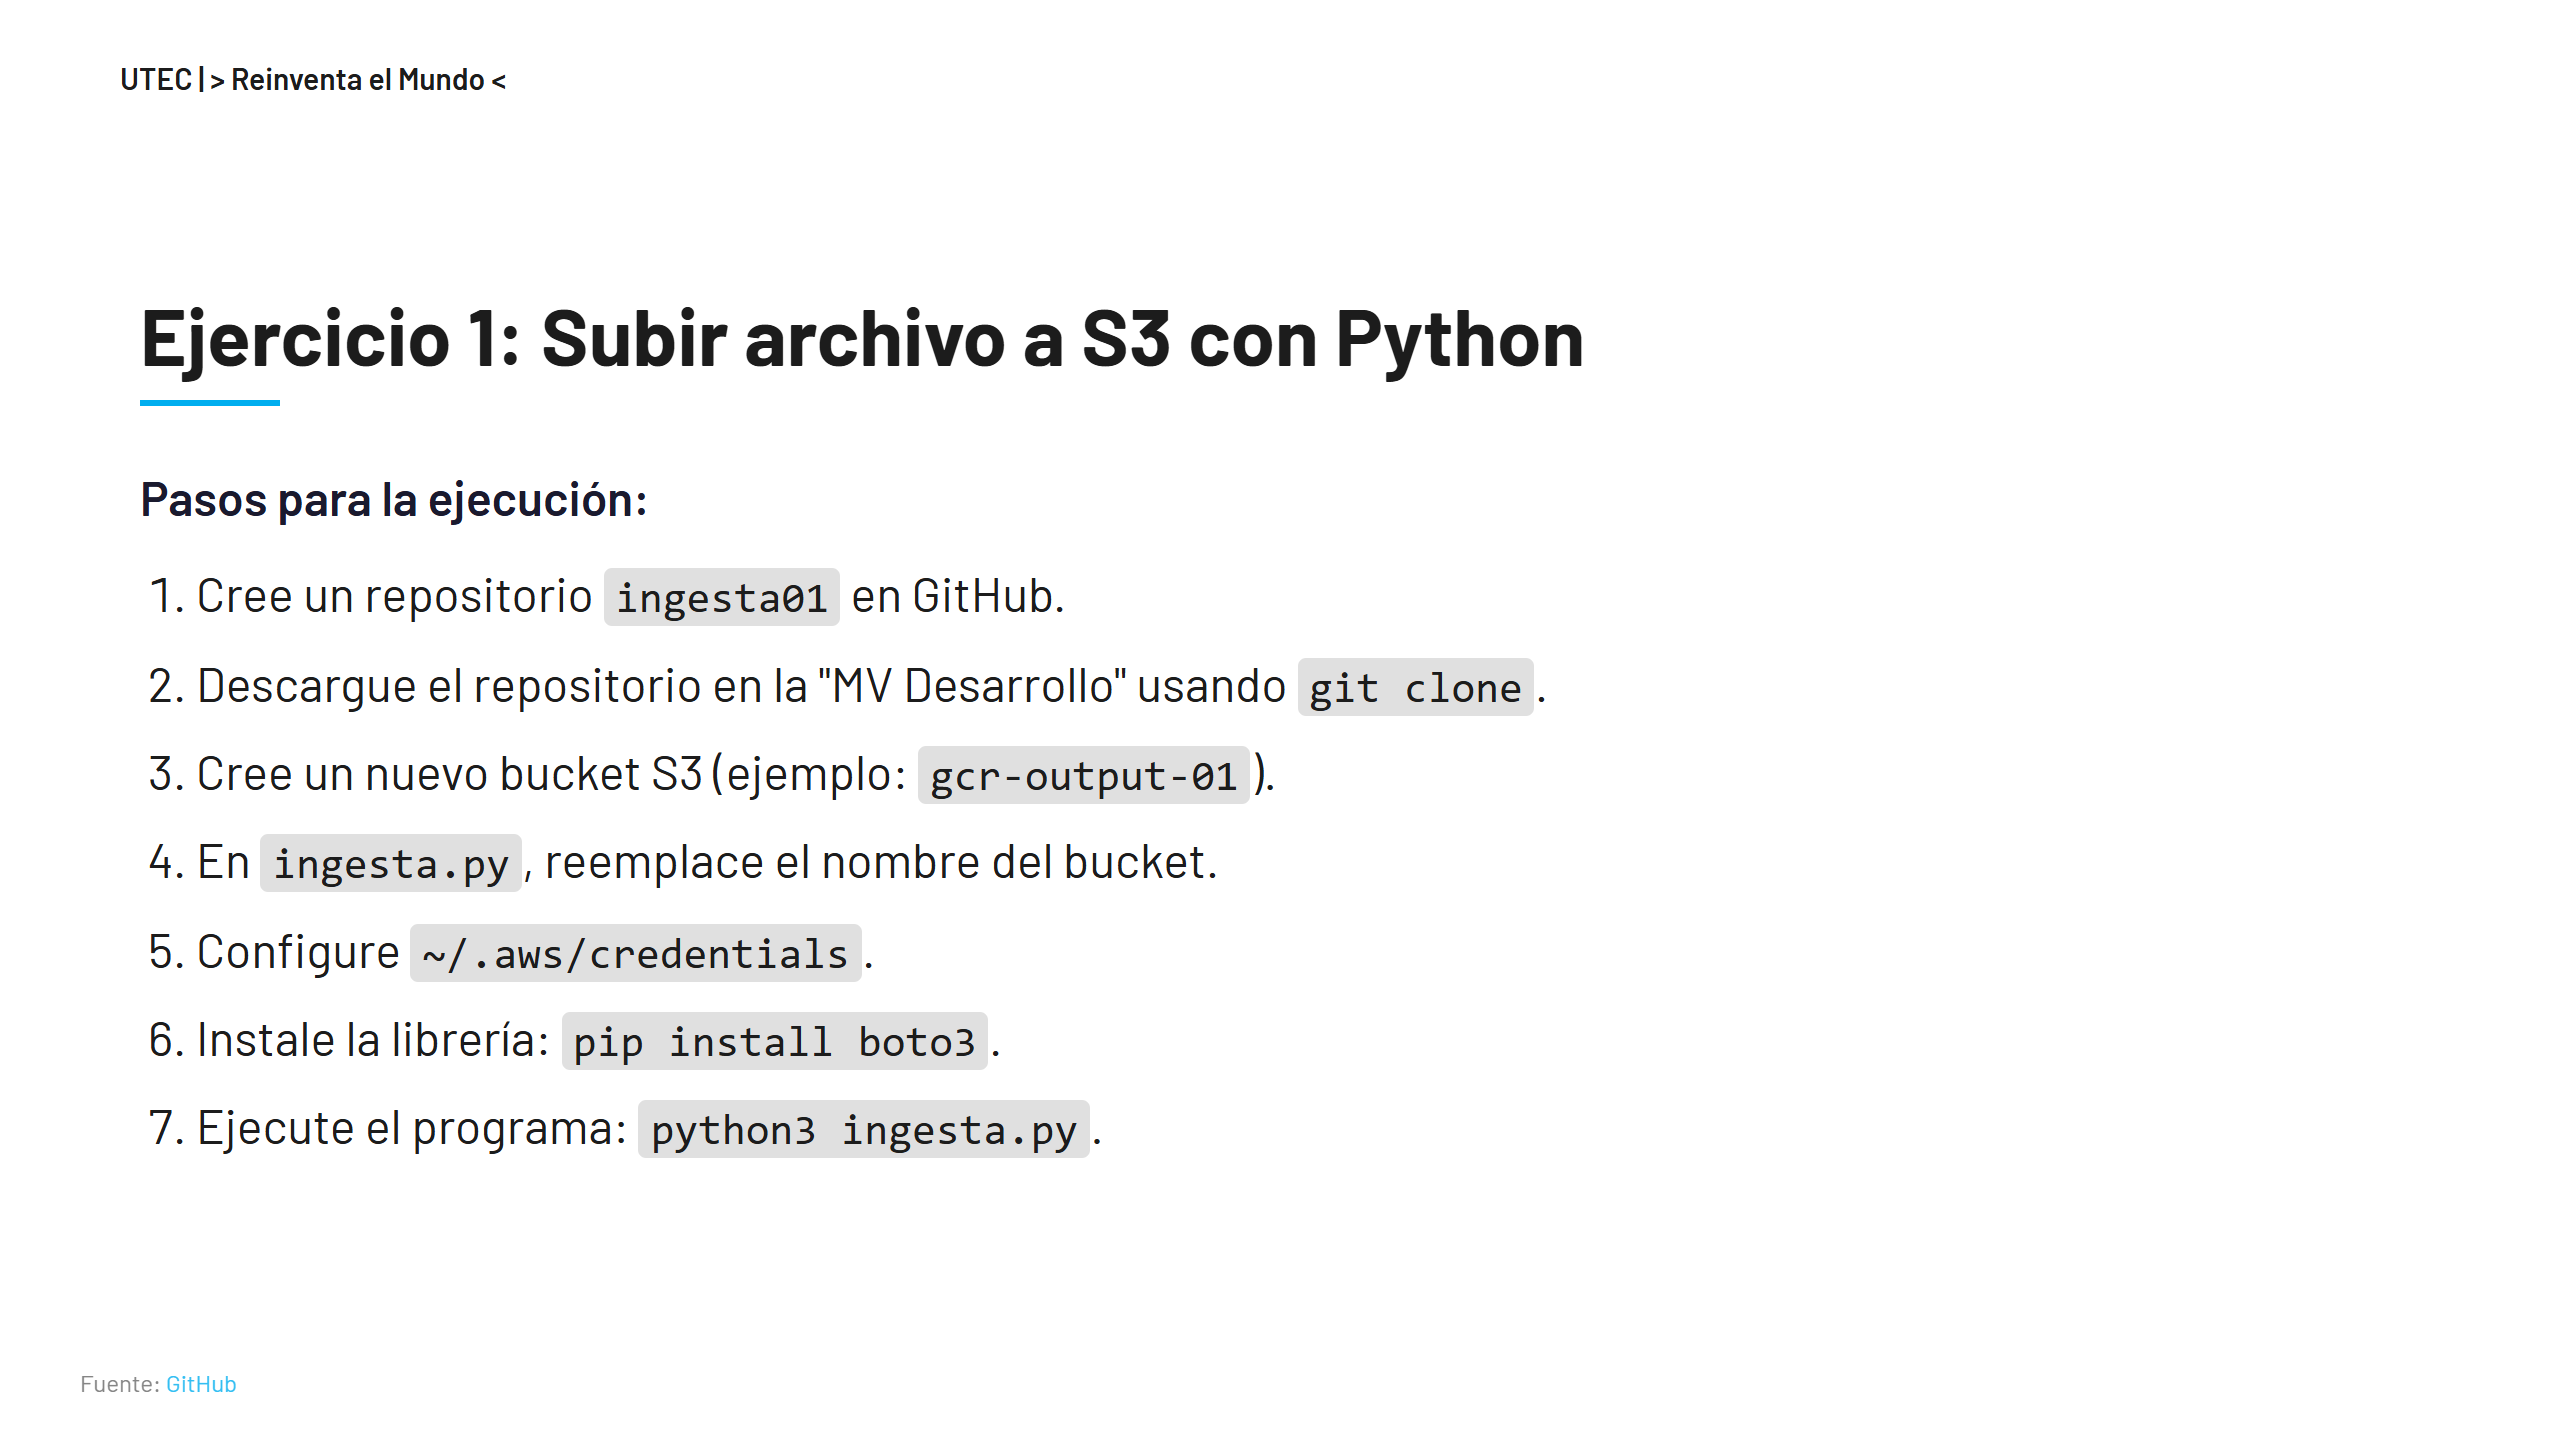 UTEC | > Reinventa el Mundo <
Ejercicio 1: Subir archivo a S3 con Python
Pasos para la ejecución:
1. Cree un repositorio ingesta01 en GitHub.
2. Descargue el repositorio en la "MV Desarrollo" usando git clone.
3. Cree un nuevo bucket S3 (ejemplo: gcr-output-01).
4. En ingesta.py, reemplace el nombre del bucket.
5. Configure ~/.aws/credentials.
6. Instale la librería: pip install boto3.
7. Ejecute el programa: python3 ingesta.py.
Fuente: GitHub